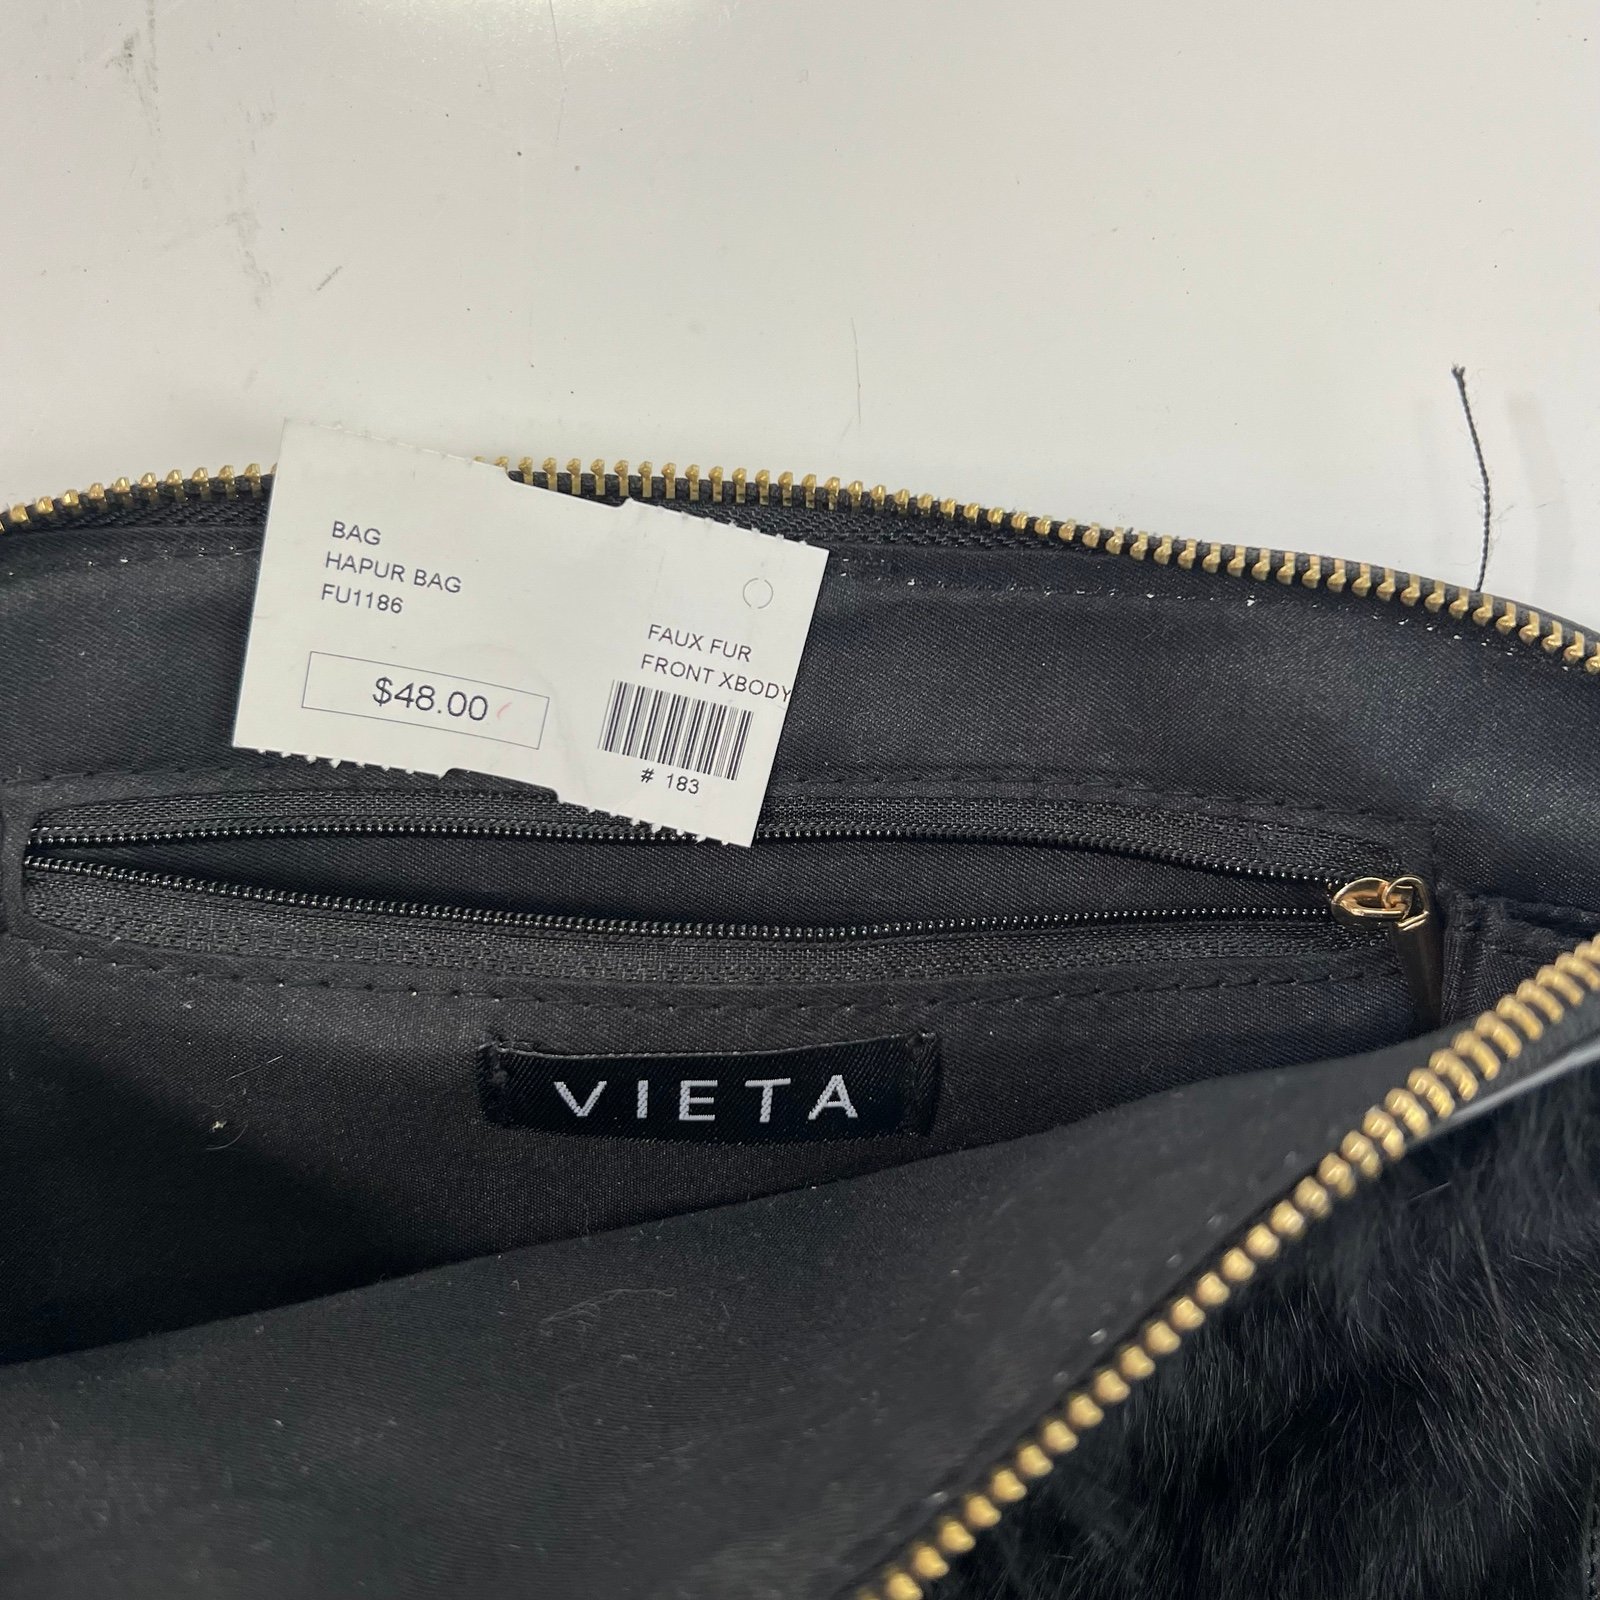 BAG
HAPUR BAG
FU1186
$48.00
FAUX FUR
FRONT XBODY
# 183
VIETA